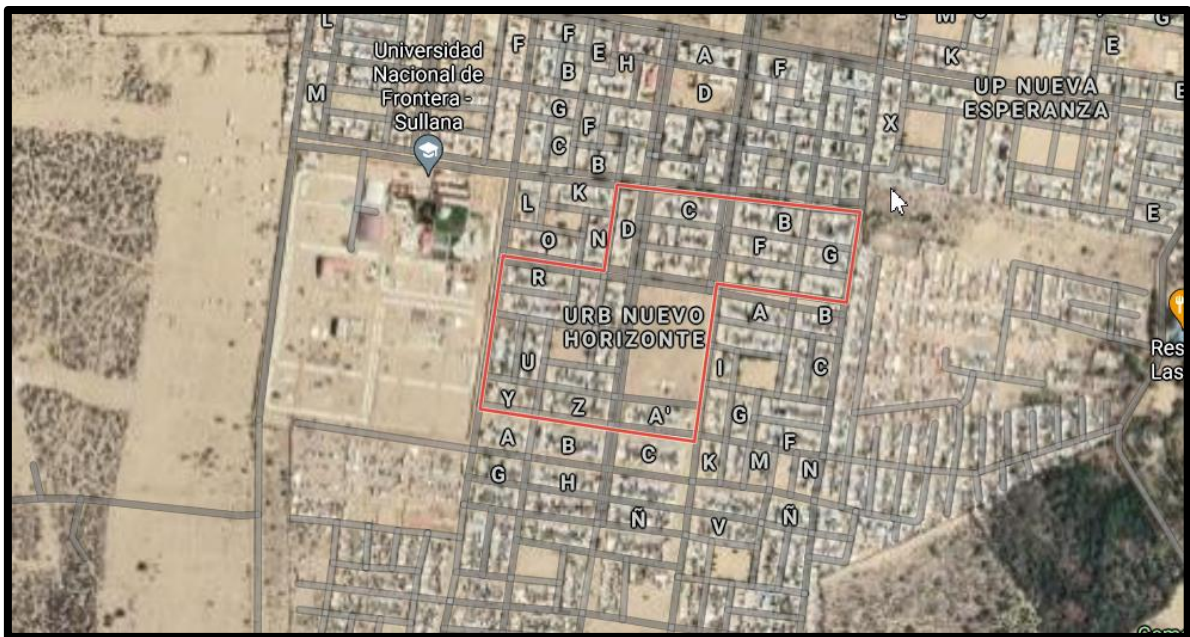 L
F
F
E
H
A
F
M
K
E
G
Universidad
Nacional de
Frontera -
Sullana
B
D
M
G
F
X
UP NUEVA
ESPERANZA
E
C
B
K
L
C
B
E
O
N
D
F
G
R
URB NUEVO
HORIZONTE
A
B
Res
Las
U
I
C
Y
Z
A'
G
A
B
C
F
G
H
K
M
N
Ñ
V
Ñ